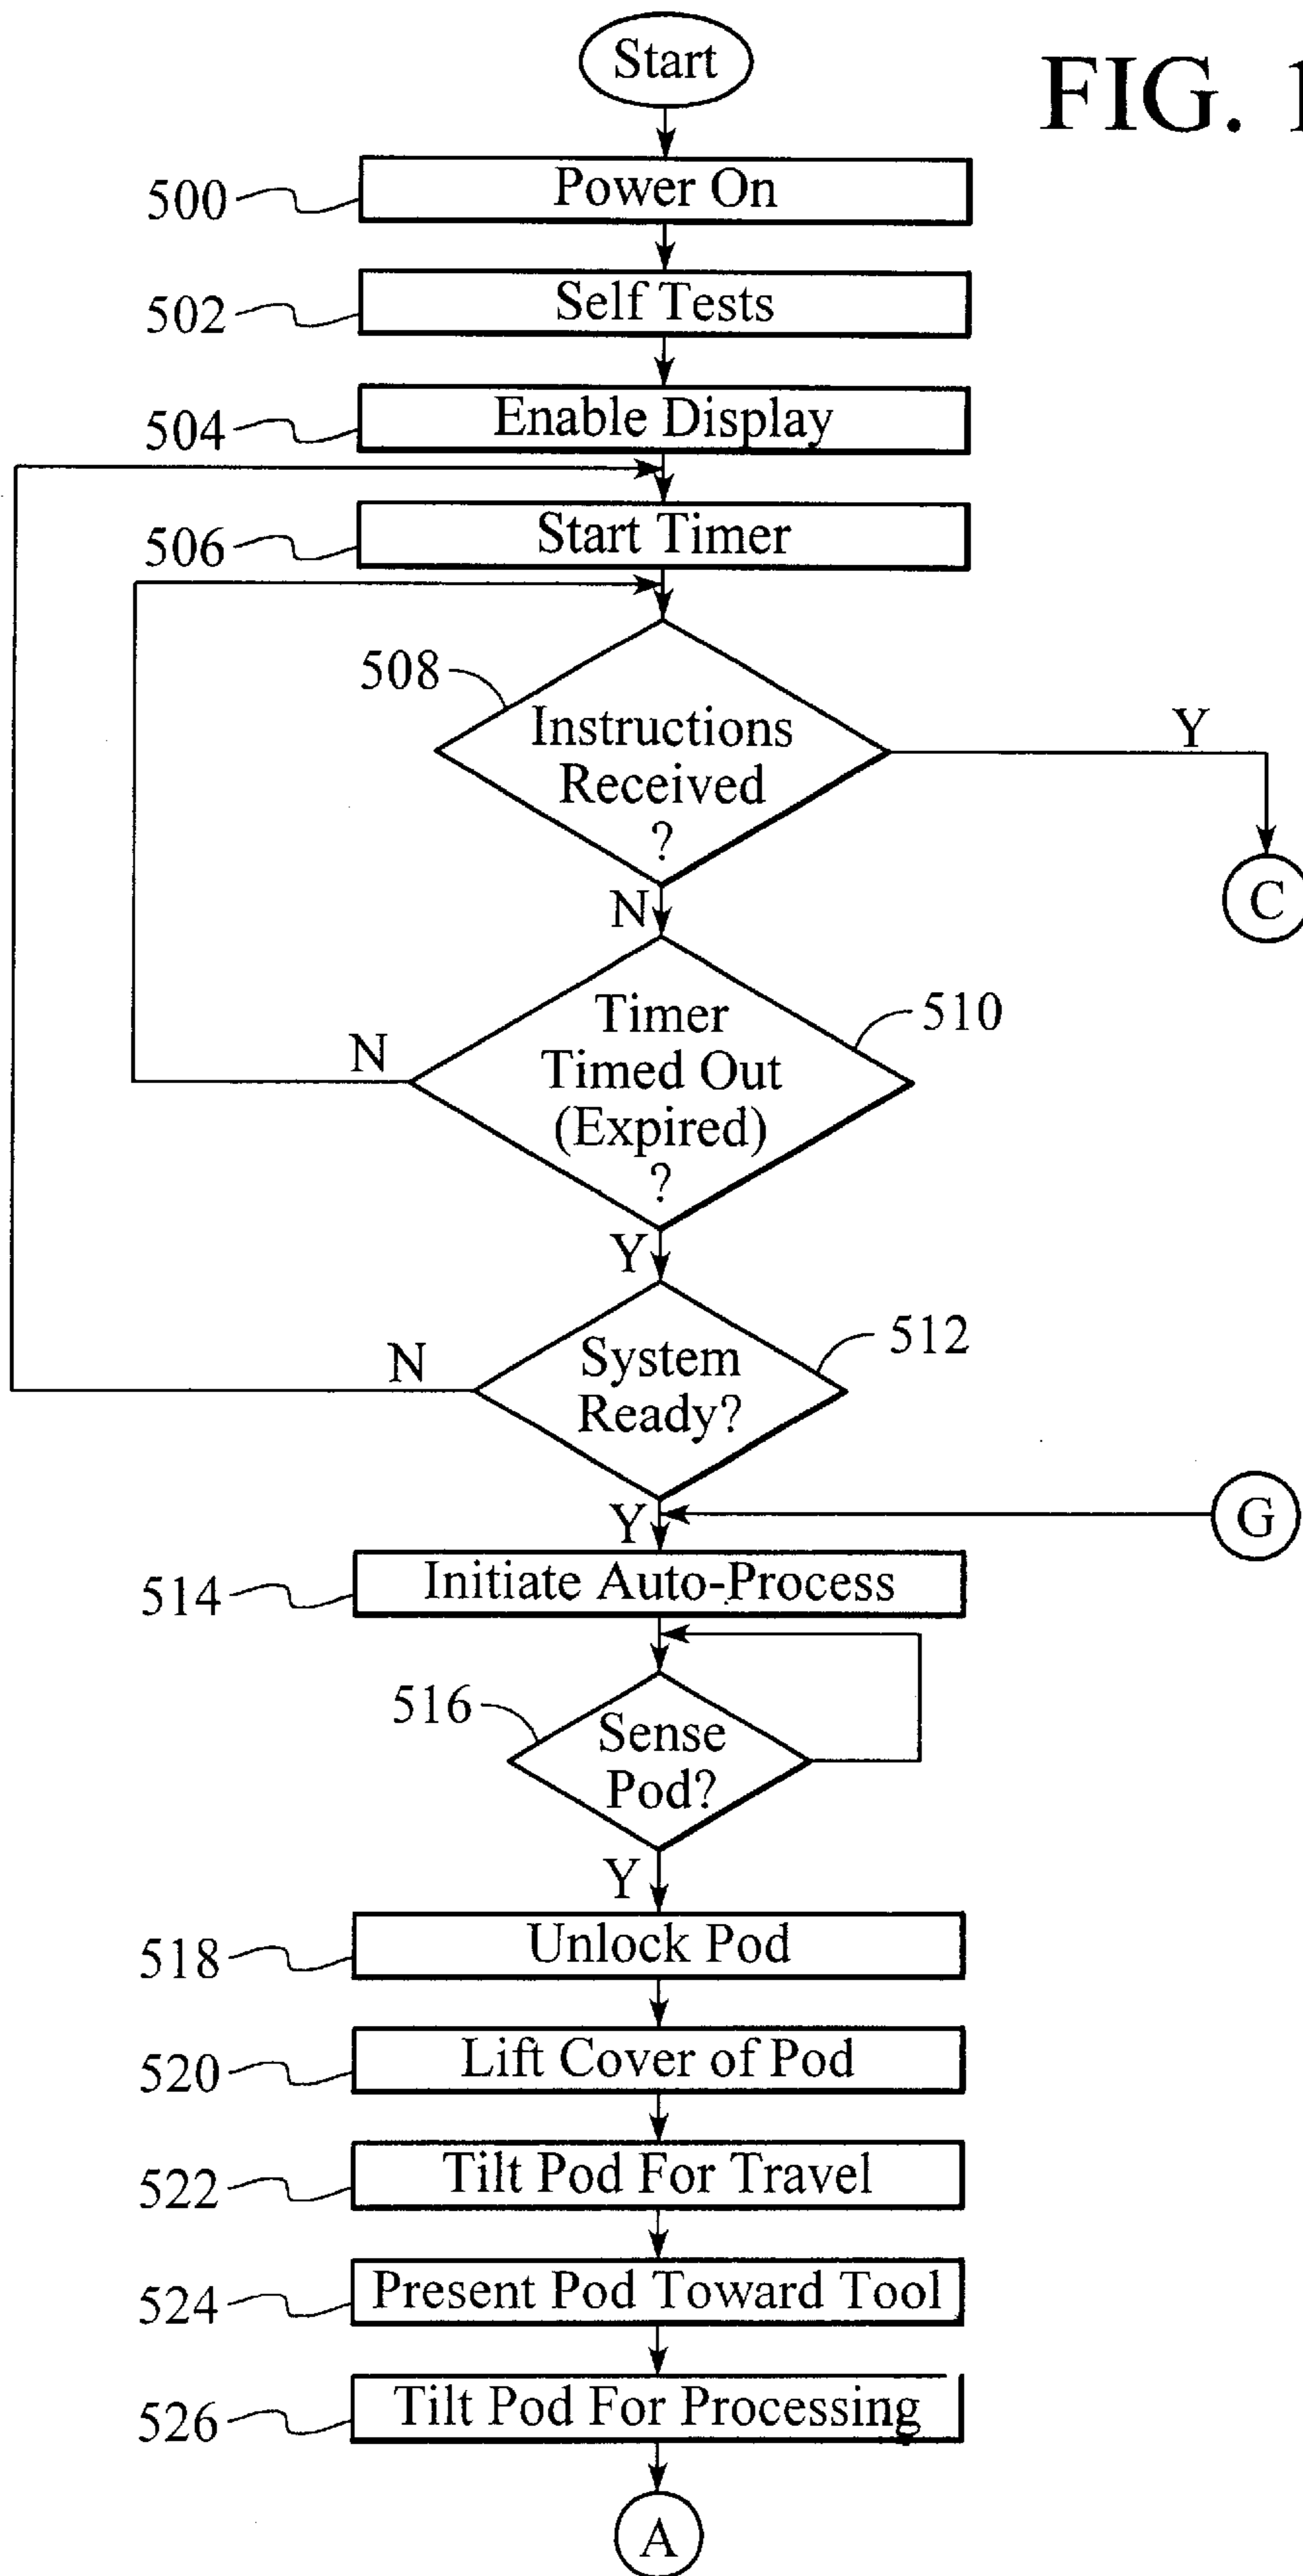 Start
FIG. 1
500
Power On
502
Self Tests
504
Enable Display
506
Start Timer
508
Instructions
Received
?
Y
C
N
510
Timer
Timed Out
(Expired)
?
N
Y
512
System
Ready?
N
Y
G
514
Initiate Auto-Process
516
Sense
Pod?
Y
518
Unlock Pod
520
Lift Cover of Pod
522
Tilt Pod For Travel
524
Present Pod Toward Tool
526
Tilt Pod For Processing
A